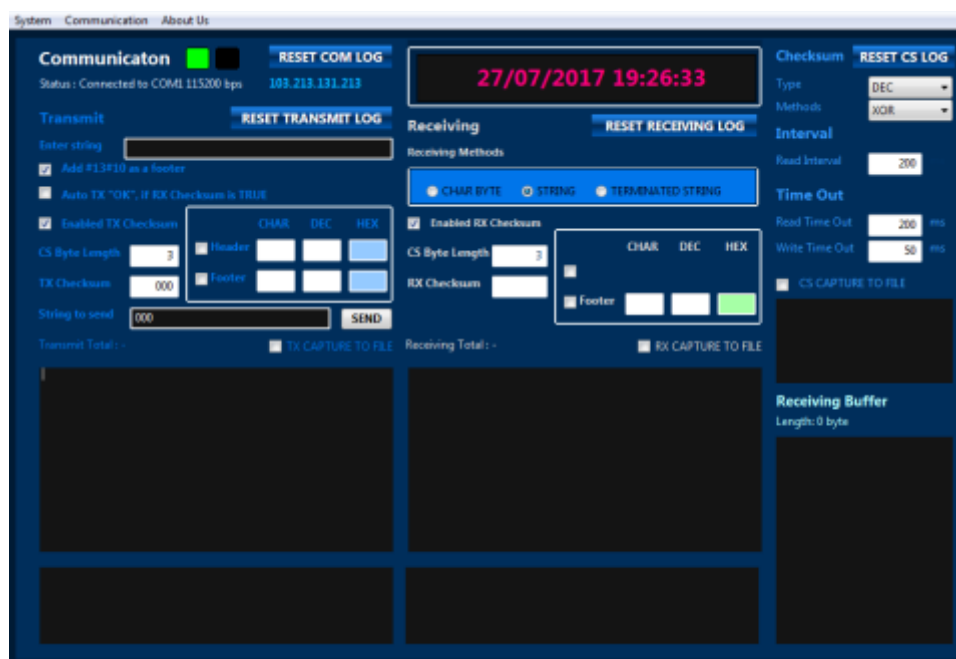 System Communication About Us
Communicaton RESET COM LOG
Status : Connected to COM1 115200 bps 103.213.131.213
Transmit RESET TRANSMIT LOG
Enter string
Add #13#10 as a footer
Auto TX "OK", if RX Checksum is TRUE
Enabled TX Checksum CHAR DEC HEX
Header
CS Byte Length 3
Footer
TX Checksum 000
String to send 000 SEND
Transmit Total : - TX CAPTURE TO FILE
27/07/2017 19:26:33
Receiving RESET RECEIVING LOG
Receiving Methods
CHAR BYTE STRING TERMINATED STRING
Enabled RX Checksum
CHAR DEC HEX
CS Byte Length 3
RX Checksum
Footer
Receiving Total : - RX CAPTURE TO FILE
Checksum RESET CS LOG
Type DEC
Methods XOR
Interval
Read Interval 200
Time Out
Read Time Out 200 ms
Write Time Out 50 ms
CS CAPTURE TO FILE
Receiving Buffer
Length: 0 byte